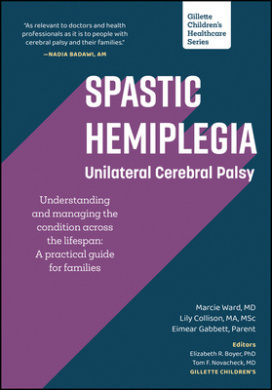 "As relevant to doctors and health
professionals as it is to people with
cerebral palsy and their families."
—NADIA BADAWI, AM
Gillette
Children's
Healthcare
Series
SPASTIC
HEMIPLEGIA
Unilateral Cerebral Palsy
Understanding
and managing the
condition across
the lifespan:
A practical guide
for families
Marcie Ward, MD
Lily Collison, MA, MSc
Eimear Gabbett, Parent
Editors
Elizabeth R. Boyer, PhD
Tom F. Novacheck, MD
GILLETTE CHILDREN'S